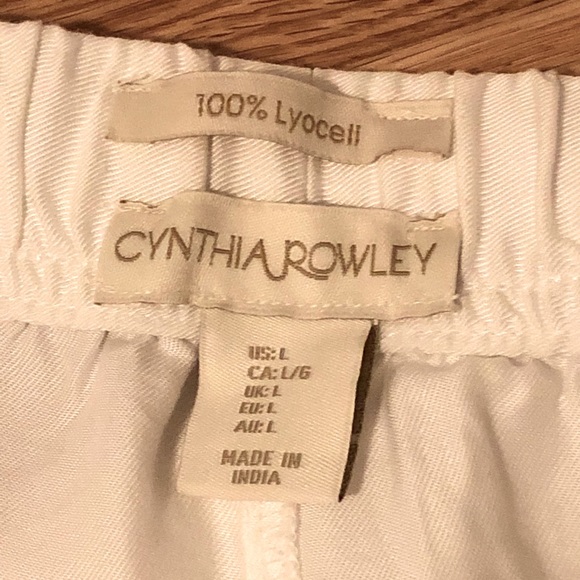 100% Lyocell
CYNTHIA ROWLEY
US: L
CA: L/G
UK: L
EU: L
AU: L
MADE IN
INDIA